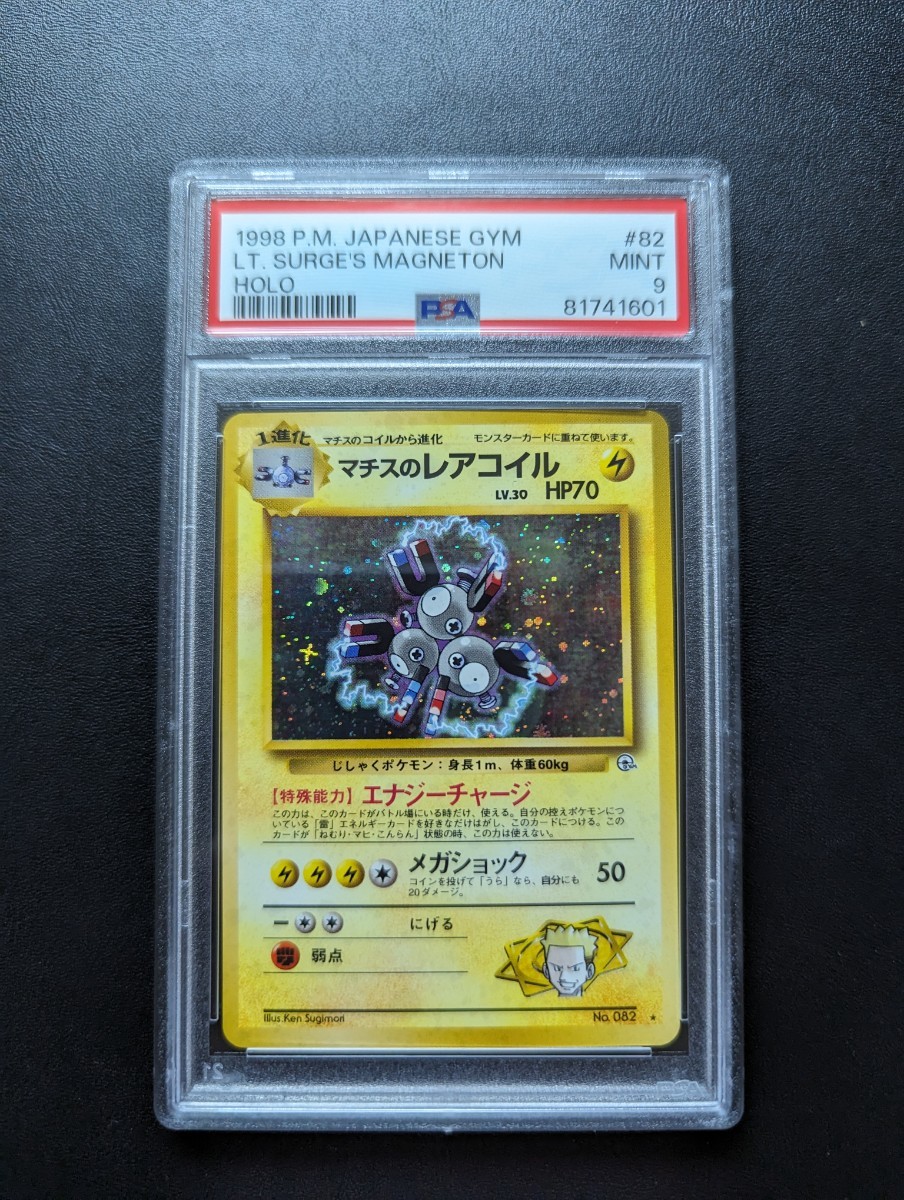 1998 P.M. JAPANESE GYM #82
LT. SURGE'S MAGNETON MINT
HOLO 9
PSA 81741601
1進化 マチスのコイルから進化 モンスターカードに重ねて使います。
マチスのレアコイル
LV.30 HP70
じしゃくポケモン：身長1m、体重60kg
【特殊能力】エナジーチャージ
この力は、このカードがバトル場にいる時だけ、使える。自分の控えポケモンにつ
いている「雷」エネルギーカードを好きなだけはがし、このカードにつける。この
カードが「ねむり・マヒ・こんらん」状態の時、この力は使えない。
メガショック 50
コインを投げて「うら」なら、自分にも
20ダメージ。
ー にげる
弱点
Illus.Ken Sugimori No. 082 ★